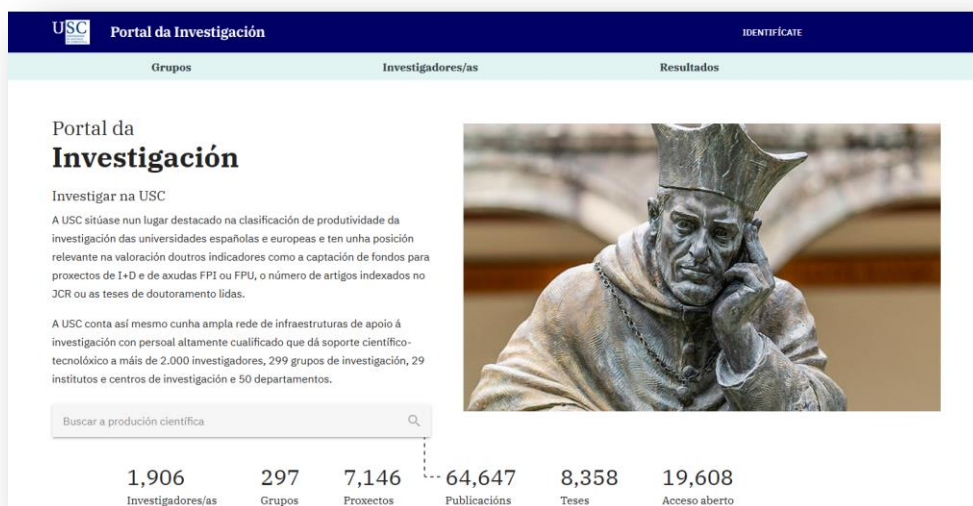 USC Portal da Investigación
IDENTIFÍCATE
Grupos Investigadores/as Resultados
Portal da
Investigación
Investigar na USC
A USC sitúase nun lugar destacado na clasificación de produtividade da
investigación das universidades españolas e europeas e ten unha posición
relevante na valoración doutros indicadores como a captación de fondos para
proxectos de I+D e de axudas FPI ou FPU, o número de artigos indexados no
JCR ou as teses de doutoramento lidas.
A USC conta así mesmo cunha ampla rede de infraestruturas de apoio á
investigación con persoal altamente cualificado que dá soporte científico-
tecnolóxico a máis de 2.000 investigadores, 299 grupos de investigación, 29
institutos e centros de investigación e 50 departamentos.
Buscar a produción científica
1,906 297 7,146 64,647 8,358 19,608
Investigadores/as Grupos Proxectos Publicacións Teses Acceso aberto